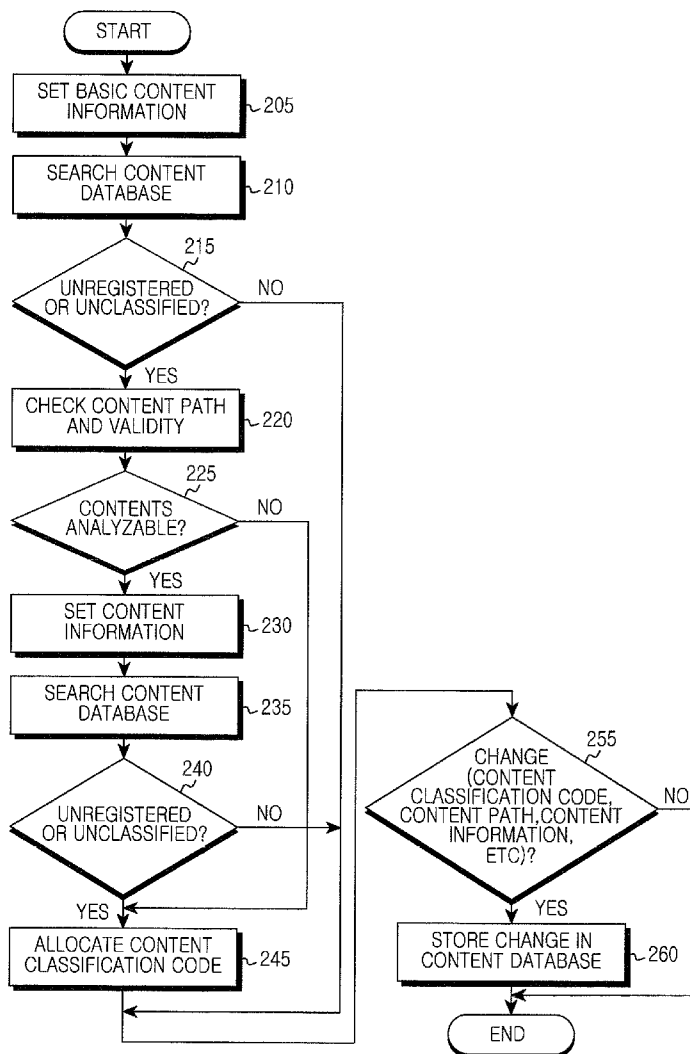 START
SET BASIC CONTENT
INFORMATION
205
SEARCH CONTENT
DATABASE
210
215
UNREGISTERED
OR UNCLASSIFIED?
NO
YES
CHECK CONTENT PATH
AND VALIDITY
220
225
CONTENTS
ANALYZABLE?
NO
YES
SET CONTENT
INFORMATION
230
SEARCH CONTENT
DATABASE
235
240
UNREGISTERED
OR UNCLASSIFIED?
NO
YES
ALLOCATE CONTENT
CLASSIFICATION CODE
245
255
CHANGE
(CONTENT
CLASSIFICATION CODE,
CONTENT PATH,CONTENT
INFORMATION,
ETC)?
NO
YES
STORE CHANGE IN
CONTENT DATABASE
260
END